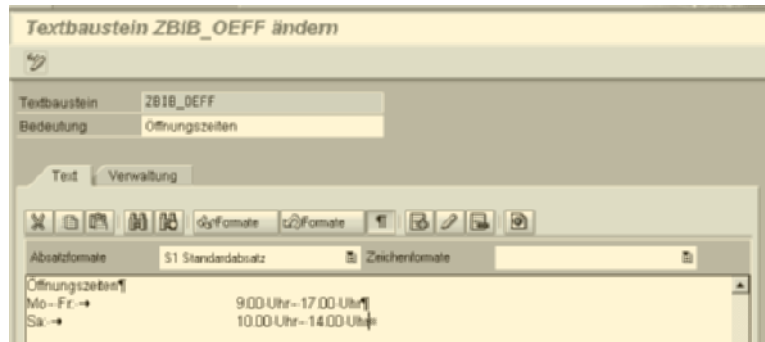 Textbaustein ZBIB_OEFF ändern
Textbaustein ZBIB_OEFF
Bedeutung Öffnungszeiten
Text Verwaltung
Formate Formate ¶
Absatzformate S1 Standardabsatz Zeichenformate
Öffnungszeiten¶
Mo–Fr:→ 9.00·Uhr–17.00·Uhr¶
Sa:→ 10.00·Uhr–14.00·Uhr